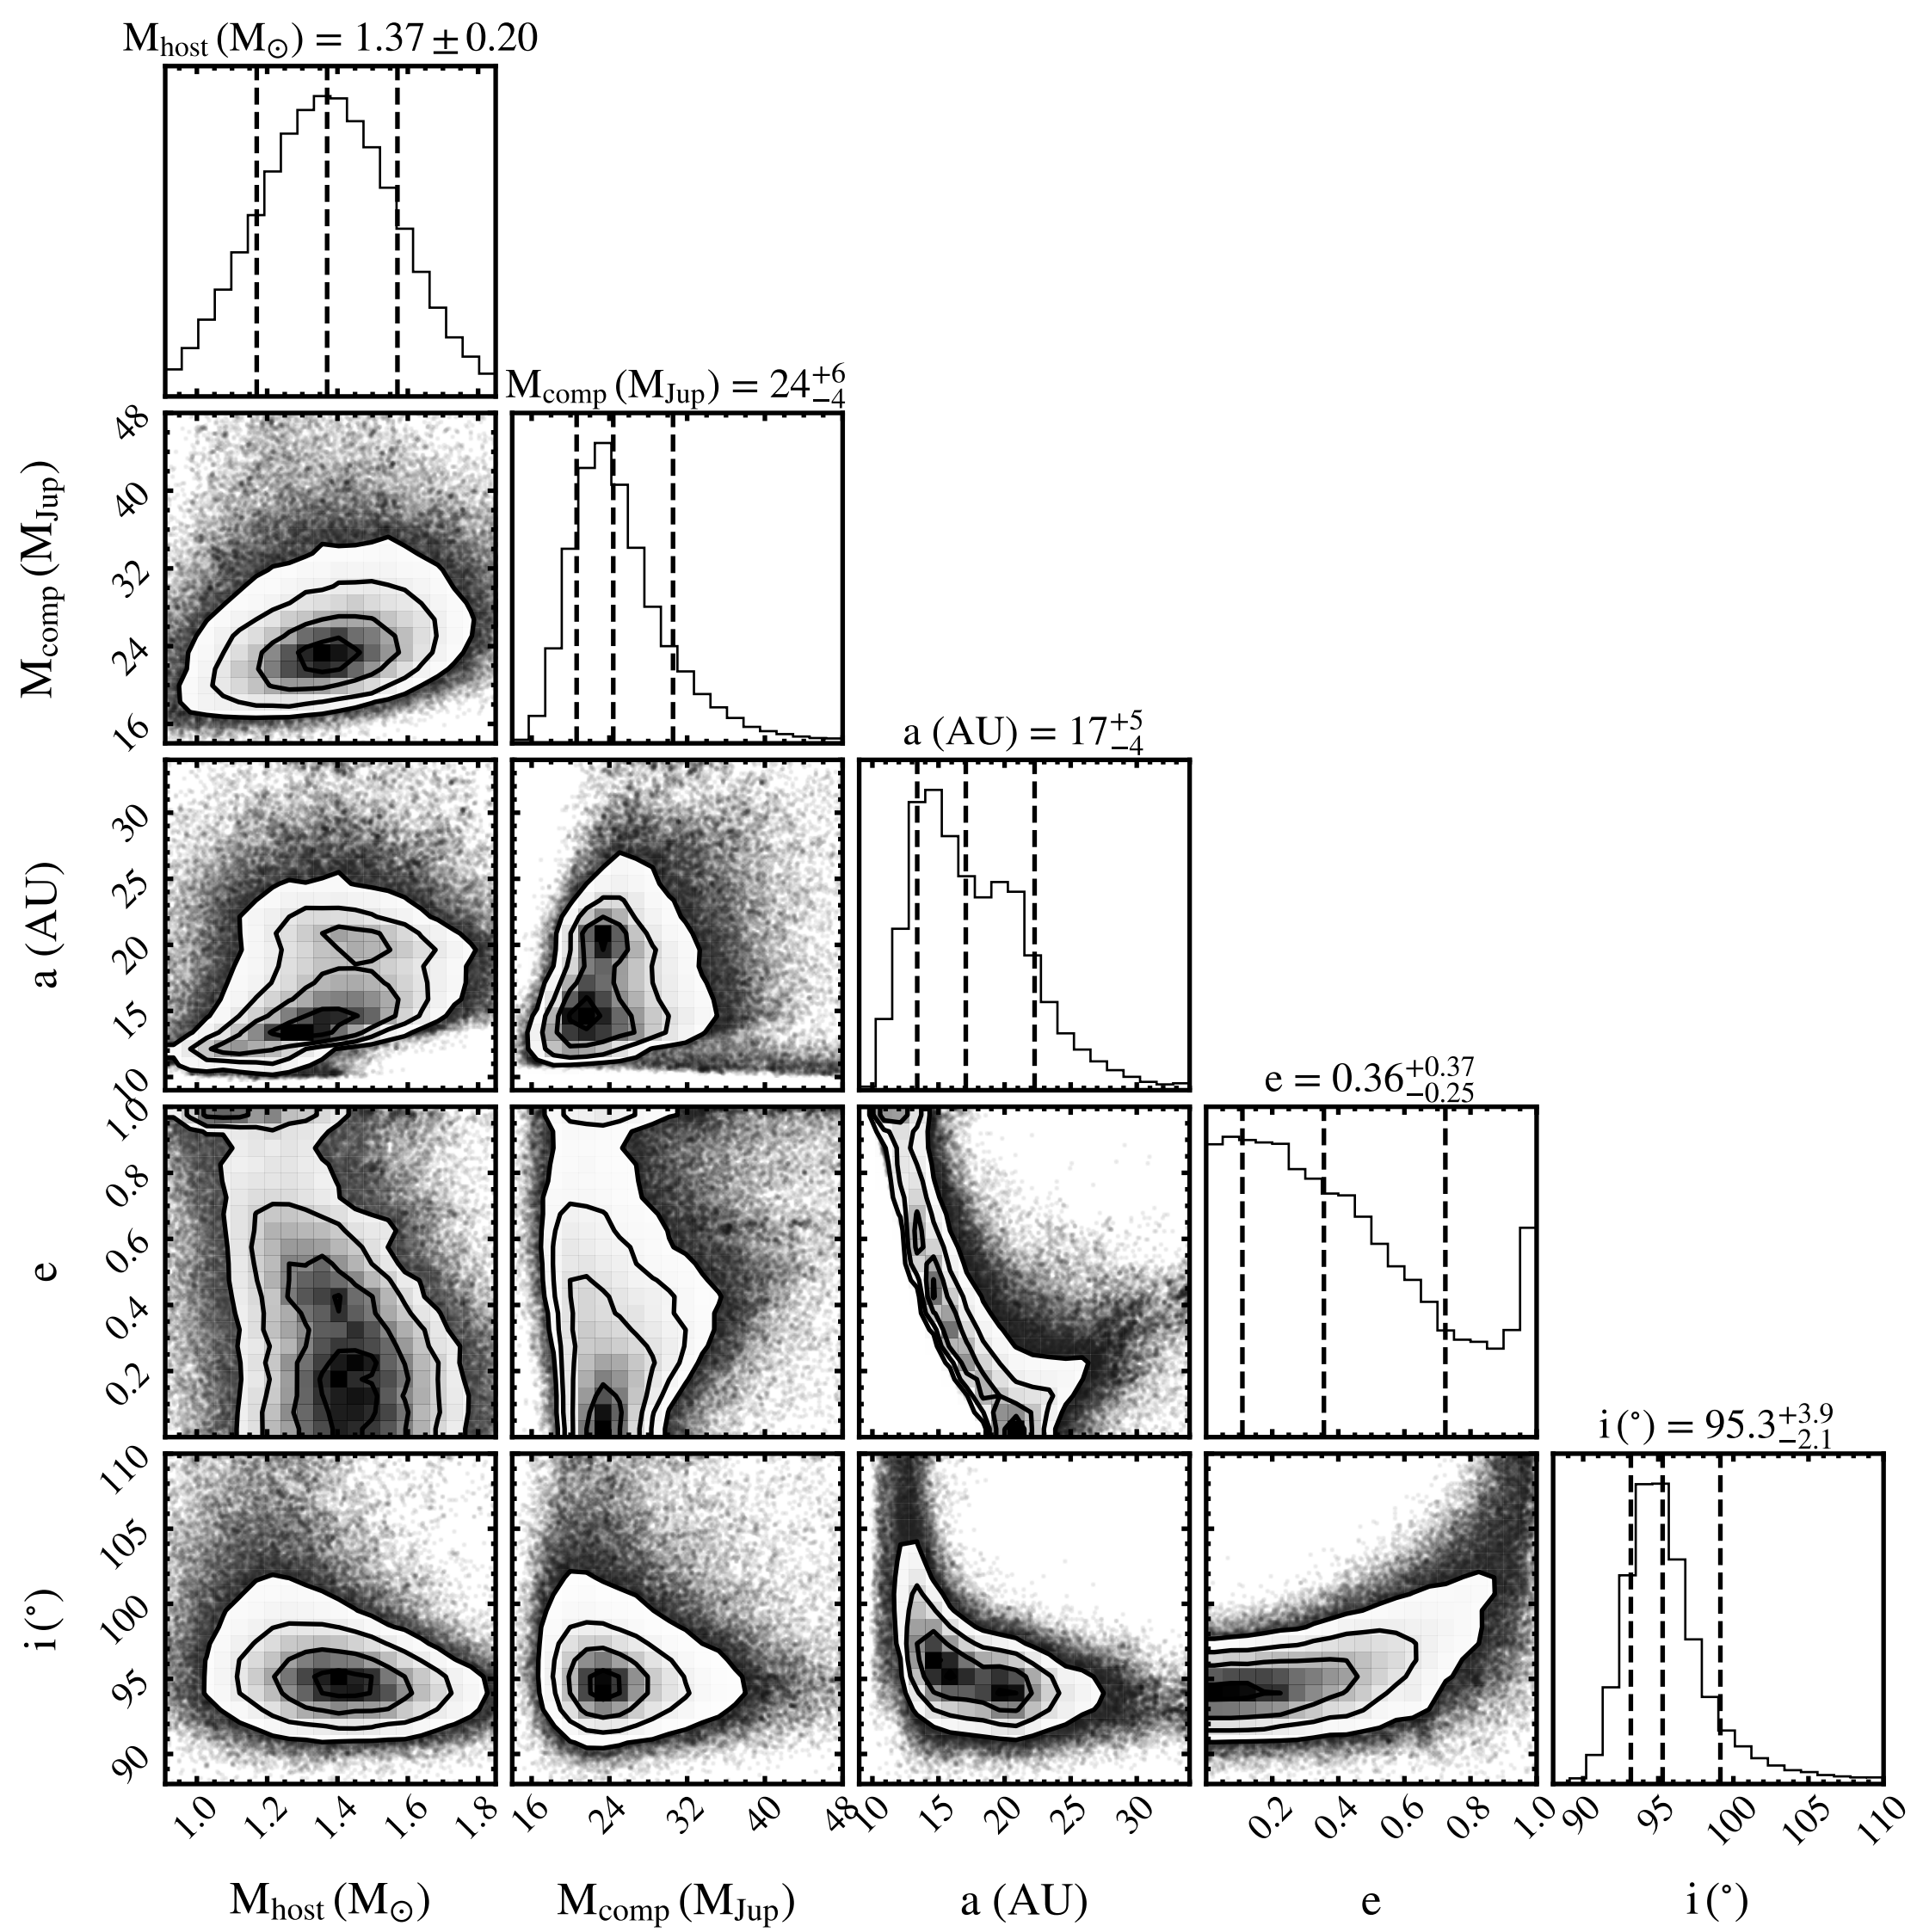 M_host (M_⊙) = 1.37 ± 0.20
M_comp (M_Jup) = 24^{+6}_{−4}
48
40
32
24
16
M_comp (M_Jup)
a (AU) = 17^{+5}_{−4}
30
25
20
15
10
a (AU)
e = 0.36^{+0.37}_{−0.25}
1.0
0.8
0.6
0.4
0.2
e
i (°) = 95.3^{+3.9}_{−2.1}
110
105
100
95
90
i (°)
1.0 1.2 1.4 1.6 1.8 16 24 32 40 48 10 15 20 25 30 0.2 0.4 0.6 0.8 1.0 90 95 100 105 110
M_host (M_⊙) M_comp (M_Jup) a (AU) e i (°)